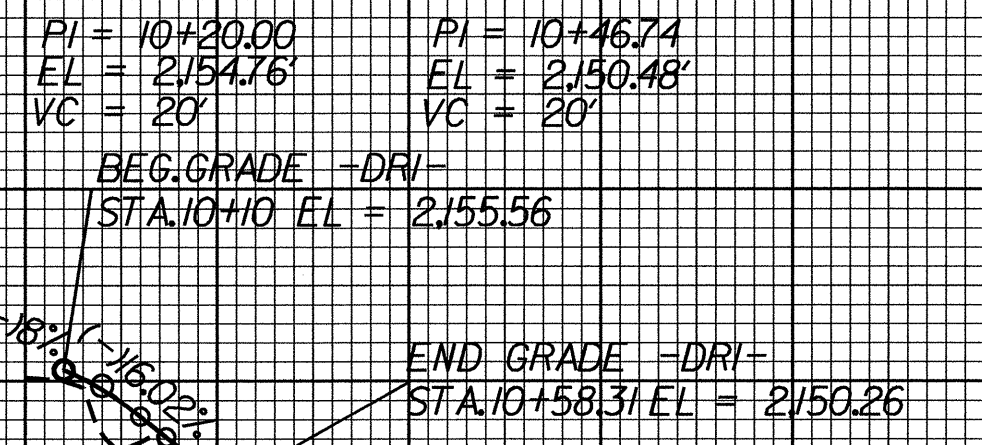 PI = 10+20.00
EL = 2,154.76'
VC = 20'
PI = 10+46.74
EL = 2,150.48'
VC = 20'
BEG.GRADE -DRI-
STA.10+10 EL = 2,155.56
)8%
(-)16.02%
END GRADE -DRI-
STA.10+58.31 EL = 2,150.26